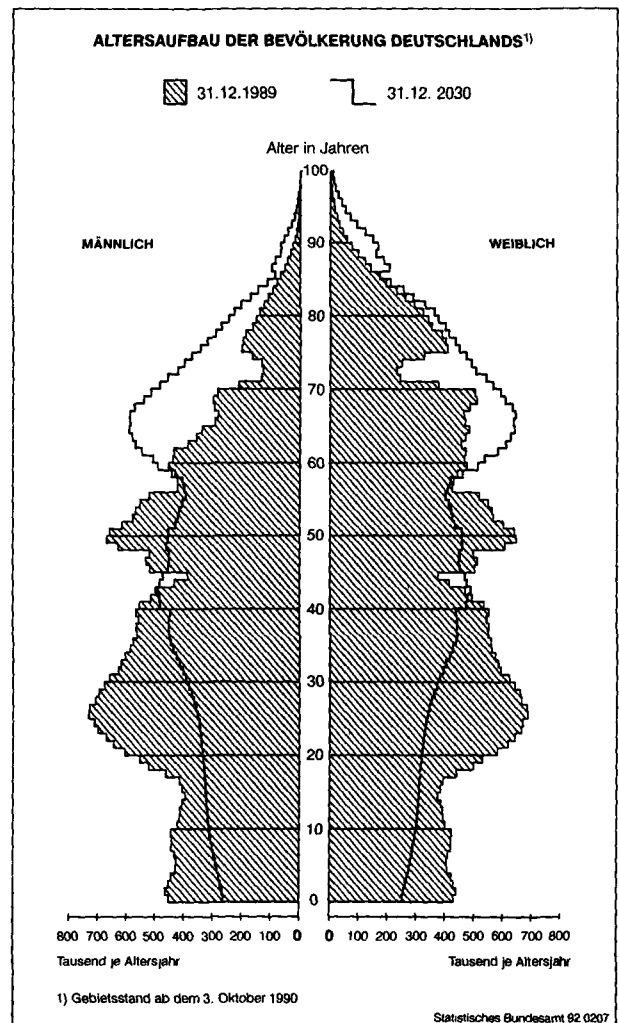 ALTERSAUFBAU DER BEVÖLKERUNG DEUTSCHLANDS1)
31.12.1989 31.12. 2030
Alter in Jahren
100
MÄNNLICH 90 WEIBLICH
80
70
60
50
40
30
20
10
0
800 700 600 500 400 300 200 100 0 0 100 200 300 400 500 600 700 800
Tausend je Altersjahr Tausend je Altersjahr
1) Gebietsstand ab dem 3. Oktober 1990
Statistisches Bundesamt 92 0207